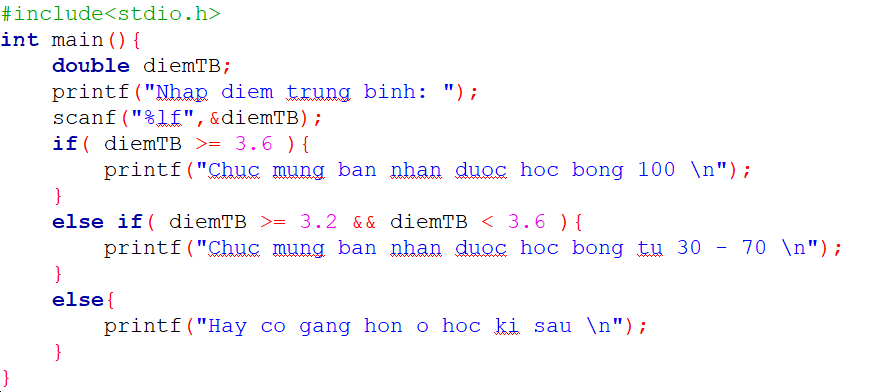 #include<stdio.h>
int main(){
    double diemTB;
    printf("Nhap diem trung binh: ");
    scanf("%lf",&diemTB);
    if( diemTB >= 3.6 ){
        printf("Chuc mung ban nhan duoc hoc bong 100 \n");
    }
    else if( diemTB >= 3.2 && diemTB < 3.6 ){
        printf("Chuc mung ban nhan duoc hoc bong tu 30 - 70 \n");
    }
    else{
        printf("Hay co gang hon o hoc ki sau \n");
    }
}